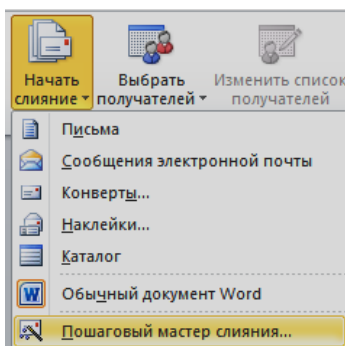 Начать Выбрать Изменить список
слияние получателей получателей
Письма
Сообщения электронной почты
Конверты...
Наклейки...
Каталог
Обычный документ Word
Пошаговый мастер слияния...